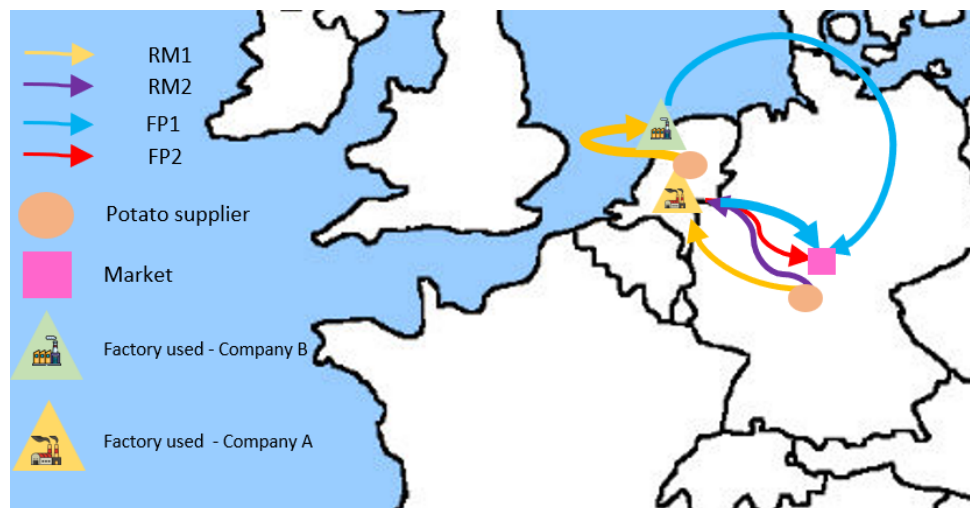 RM1
RM2
FP1
FP2
Potato supplier
Market
Factory used - Company B
Factory used  - Company A